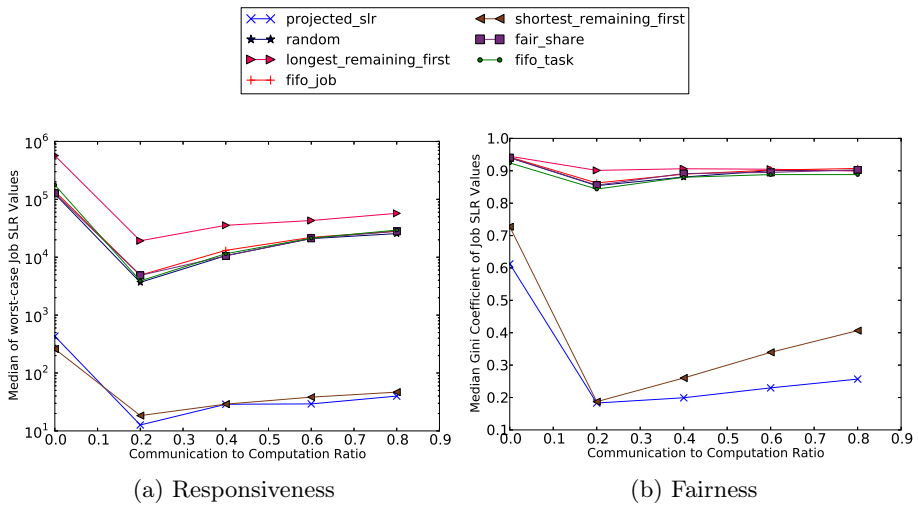 projected_slr
random
longest_remaining_first
fifo_job
shortest_remaining_first
fair_share
fifo_task
Median of worst-case Job SLR Values
10^6
10^5
10^4
10^3
10^2
10^1
0.0 0.1 0.2 0.3 0.4 0.5 0.6 0.7 0.8 0.9
Communication to Computation Ratio
(a) Responsiveness
Median Gini Coefficient of Job SLR Values
1.0
0.9
0.8
0.7
0.6
0.5
0.4
0.3
0.2
0.1
0.0 0.1 0.2 0.3 0.4 0.5 0.6 0.7 0.8 0.9
Communication to Computation Ratio
(b) Fairness